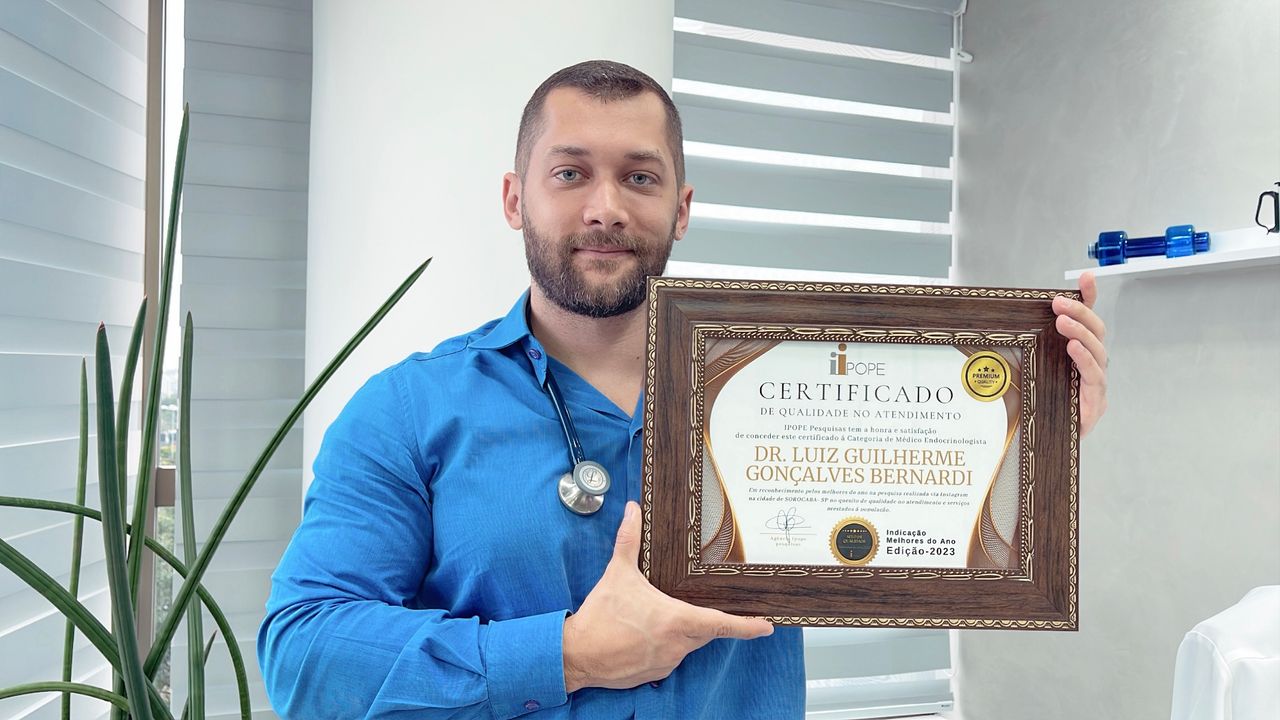 IPOPE
PREMIUM
QUALITY
CERTIFICADO
DE QUALIDADE NO ATENDIMENTO
IPOPE Pesquisas tem a honra e satisfação
de conceder este certificado á Categoria de Médico Endocrinologista
DR. LUIZ GUILHERME
GONÇALVES BERNARDI
Em reconhecimento pelos melhores do ano na pesquisa realizada via Instagram
na cidade de SOROCABA- SP no quesito de qualidade no atendimento e serviços
prestados á população.
Agência Ipope
pesquisas
Indicação
Melhores do Ano
Edição-2023